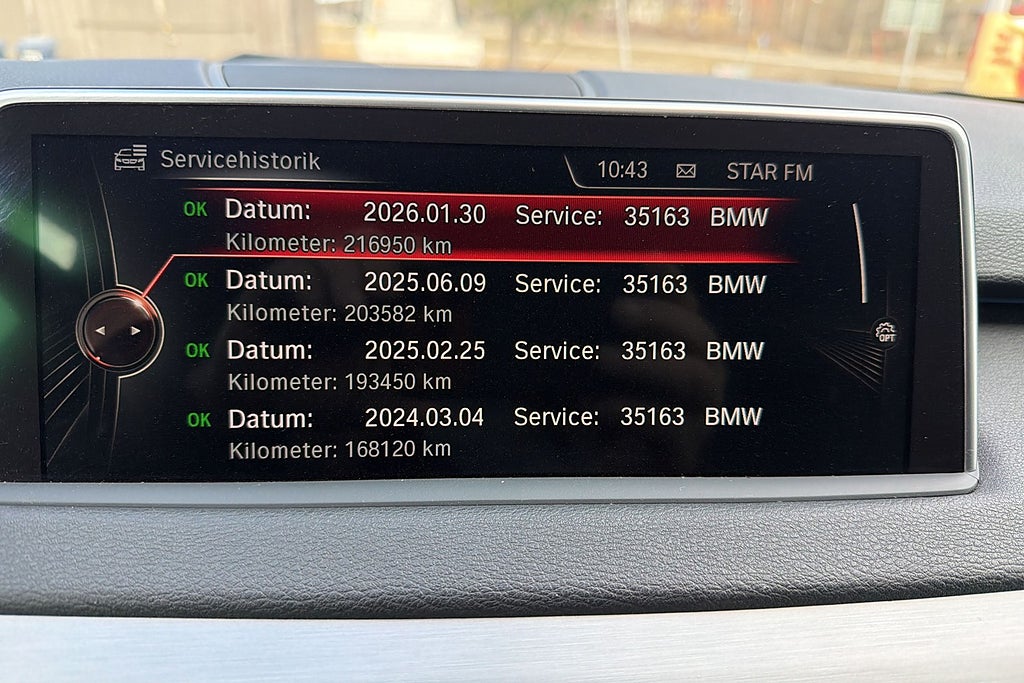 Servicehistorik 10:43 STAR FM
OK Datum: 2026.01.30 Service: 35163 BMW
Kilometer: 216950 km
OK Datum: 2025.06.09 Service: 35163 BMW
Kilometer: 203582 km
OPT
OK Datum: 2025.02.25 Service: 35163 BMW
Kilometer: 193450 km
OK Datum: 2024.03.04 Service: 35163 BMW
Kilometer: 168120 km